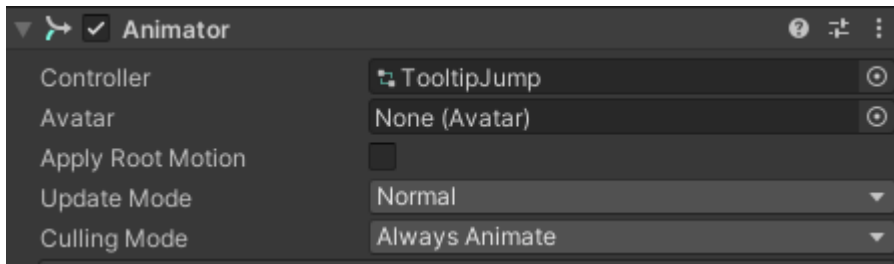 Animator
Controller TooltipJump
Avatar None (Avatar)
Apply Root Motion
Update Mode Normal
Culling Mode Always Animate